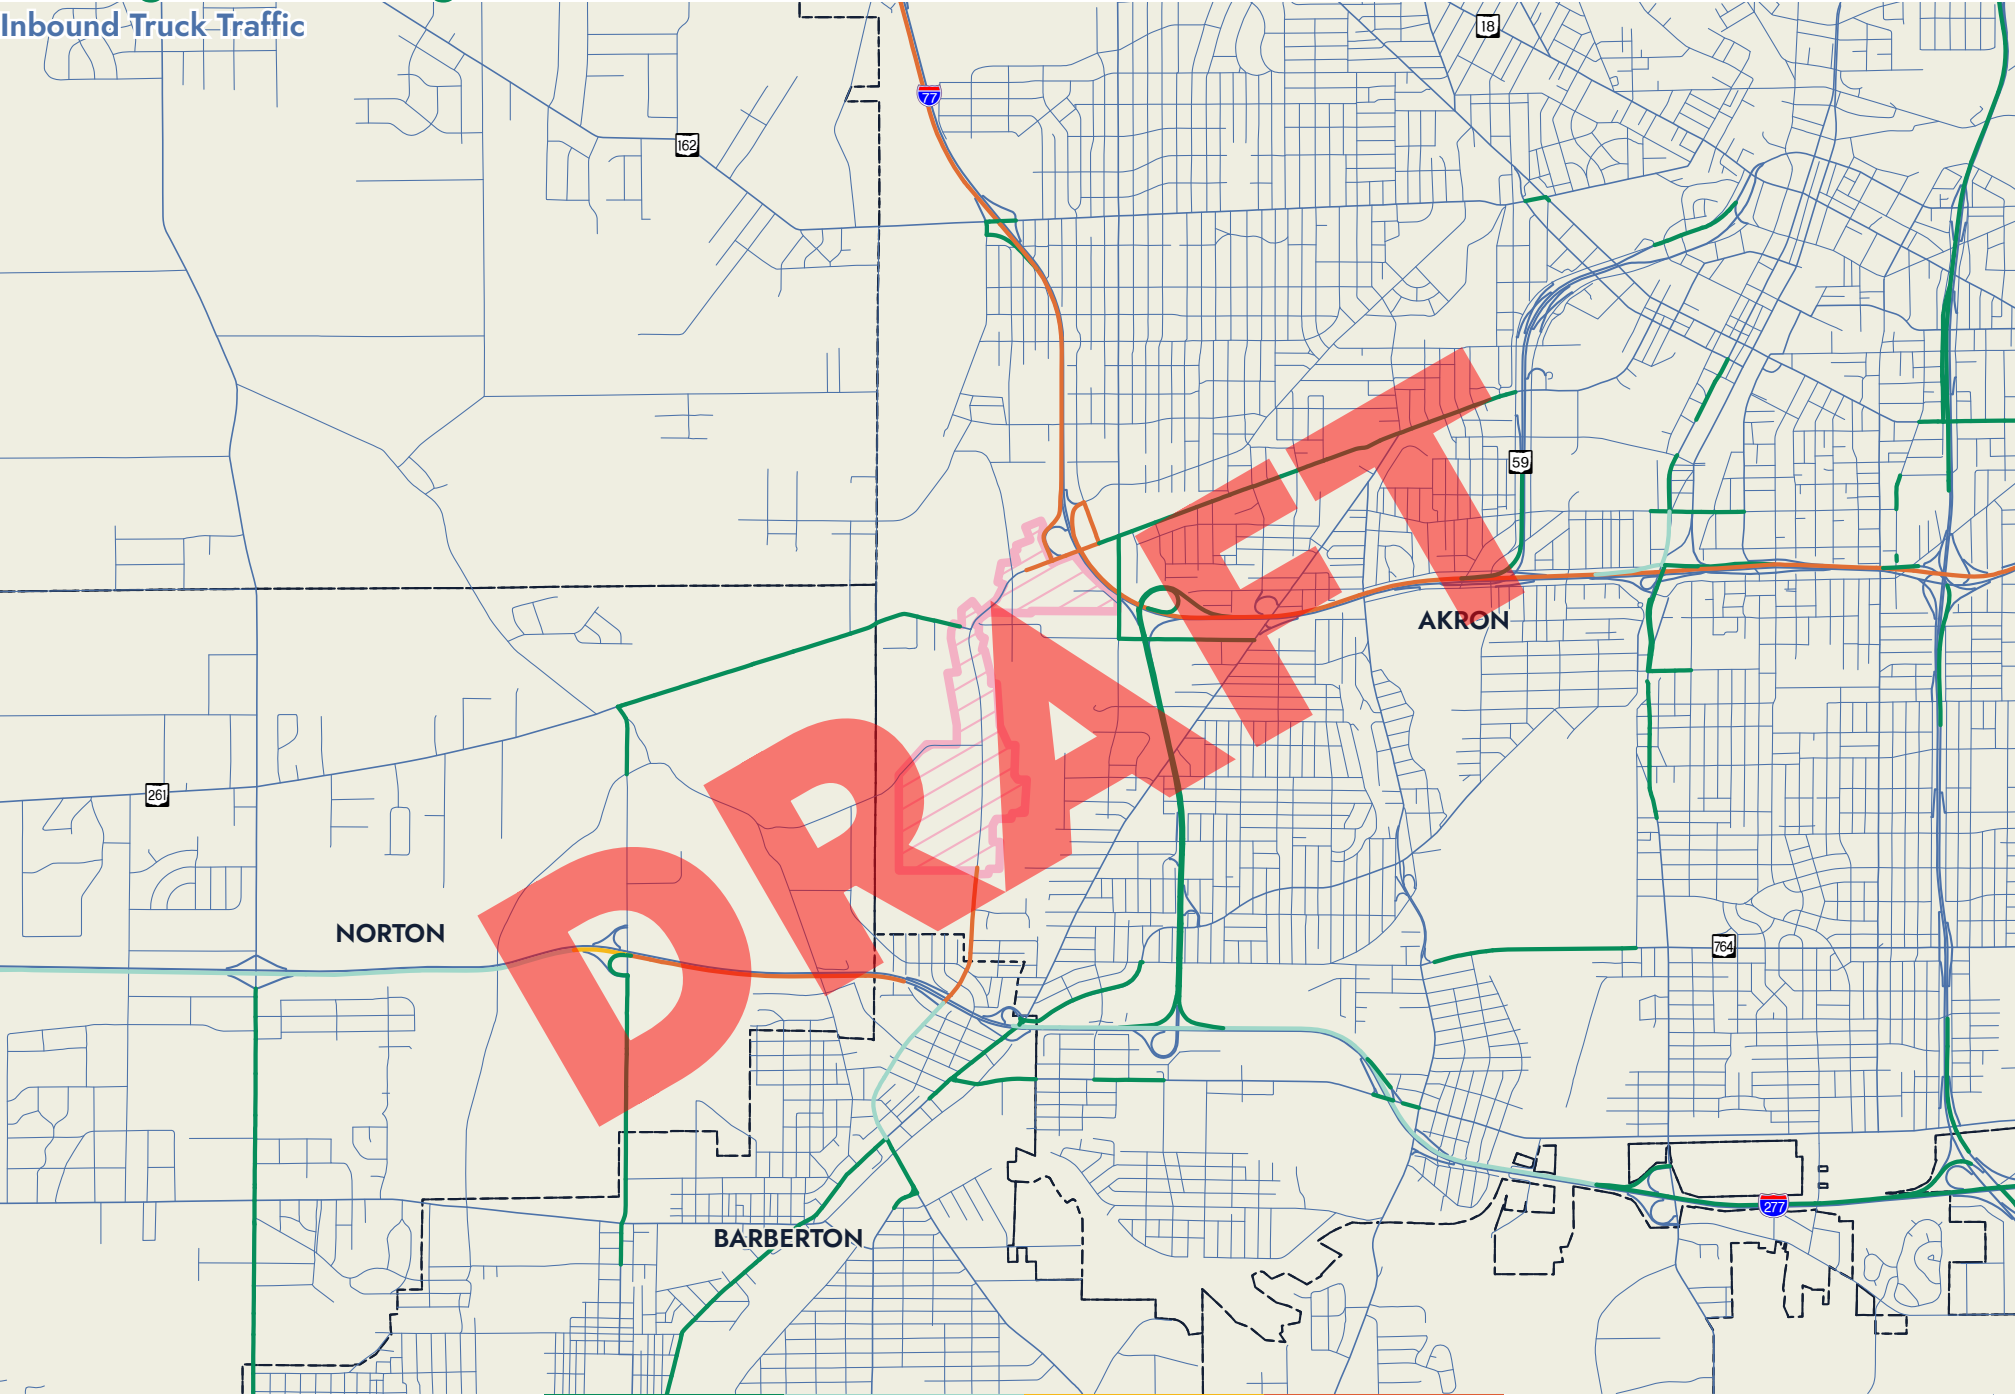 Inbound Truck Traffic
18
77
162
59
AKRON
DRAFT
261
NORTON
764
277
BARBERTON